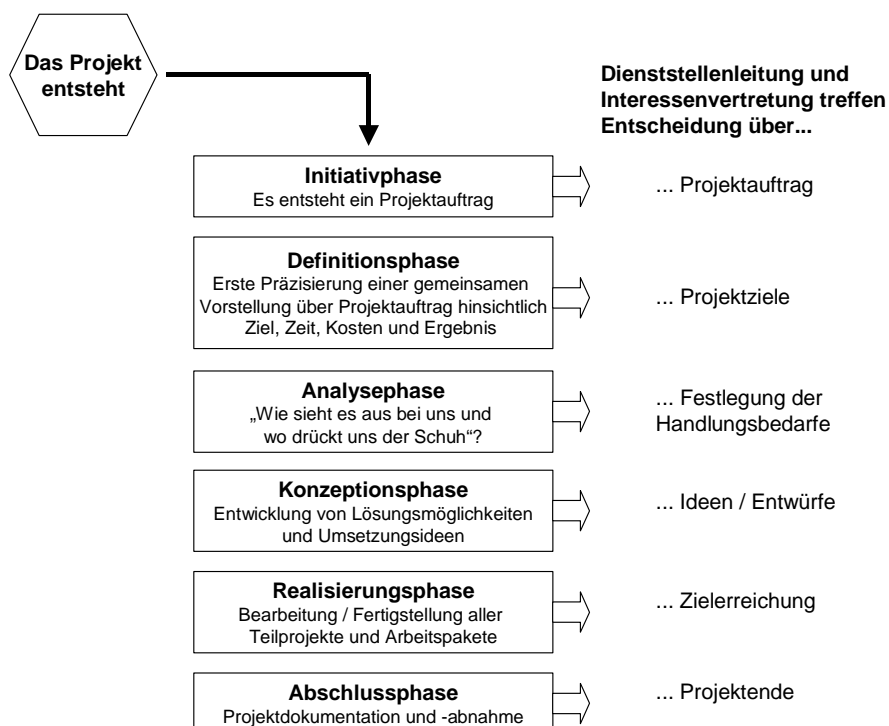 Das Projekt
entsteht
Dienststellenleitung und
Interessenvertretung treffen
Entscheidung über...
Initiativphase
Es entsteht ein Projektauftrag
... Projektauftrag
Definitionsphase
Erste Präzisierung einer gemeinsamen
Vorstellung über Projektauftrag hinsichtlich
Ziel, Zeit, Kosten und Ergebnis
... Projektziele
Analysephase
„Wie sieht es aus bei uns und
wo drückt uns der Schuh“?
... Festlegung der
Handlungsbedarfe
Konzeptionsphase
Entwicklung von Lösungsmöglichkeiten
und Umsetzungsideen
... Ideen / Entwürfe
Realisierungsphase
Bearbeitung / Fertigstellung aller
Teilprojekte und Arbeitspakete
... Zielerreichung
Abschlussphase
Projektdokumentation und -abnahme
... Projektende